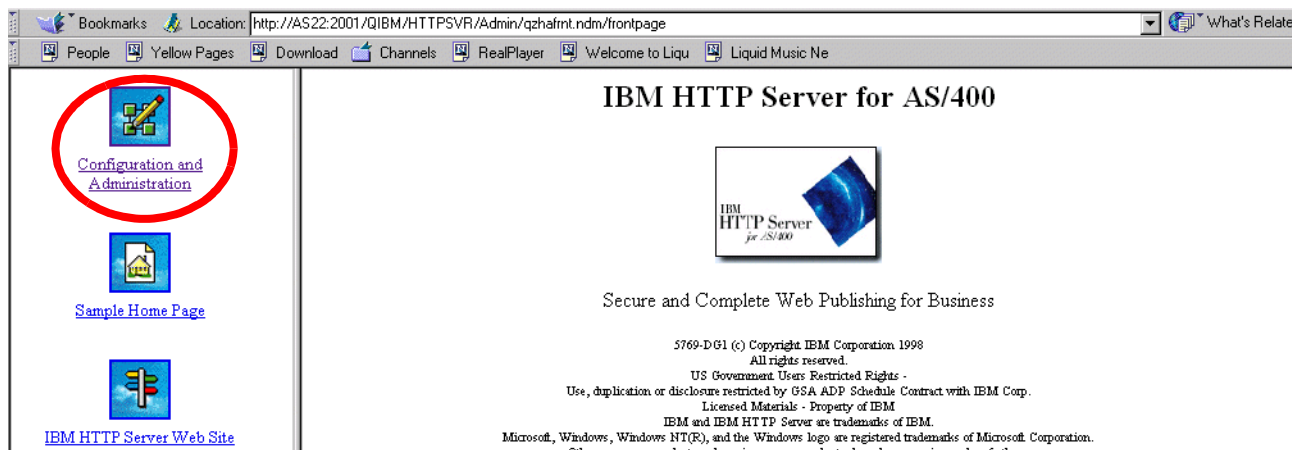 Bookmarks Location: http://AS22:2001/QIBM/HTTPSVR/Admin/qzhafrnt.ndm/frontpage What's Relate
People Yellow Pages Download Channels RealPlayer Welcome to Liqu Liquid Music Ne
Configuration and
Administration
Sample Home Page
IBM HTTP Server Web Site
IBM HTTP Server for AS/400
IBM
HTTP Server
for AS/400
Secure and Complete Web Publishing for Business
5769-DG1 (c) Copyright IBM Corporation 1998
All rights reserved.
US Government Users Restricted Rights -
Use, duplication or disclosure restricted by GSA ADP Schedule Contract with IBM Corp.
Licensed Materials - Property of IBM
IBM and IBM HTTP Server are trademarks of IBM.
Microsoft, Windows, Windows NT(R), and the Windows logo are registered trademarks of Microsoft Corporation.